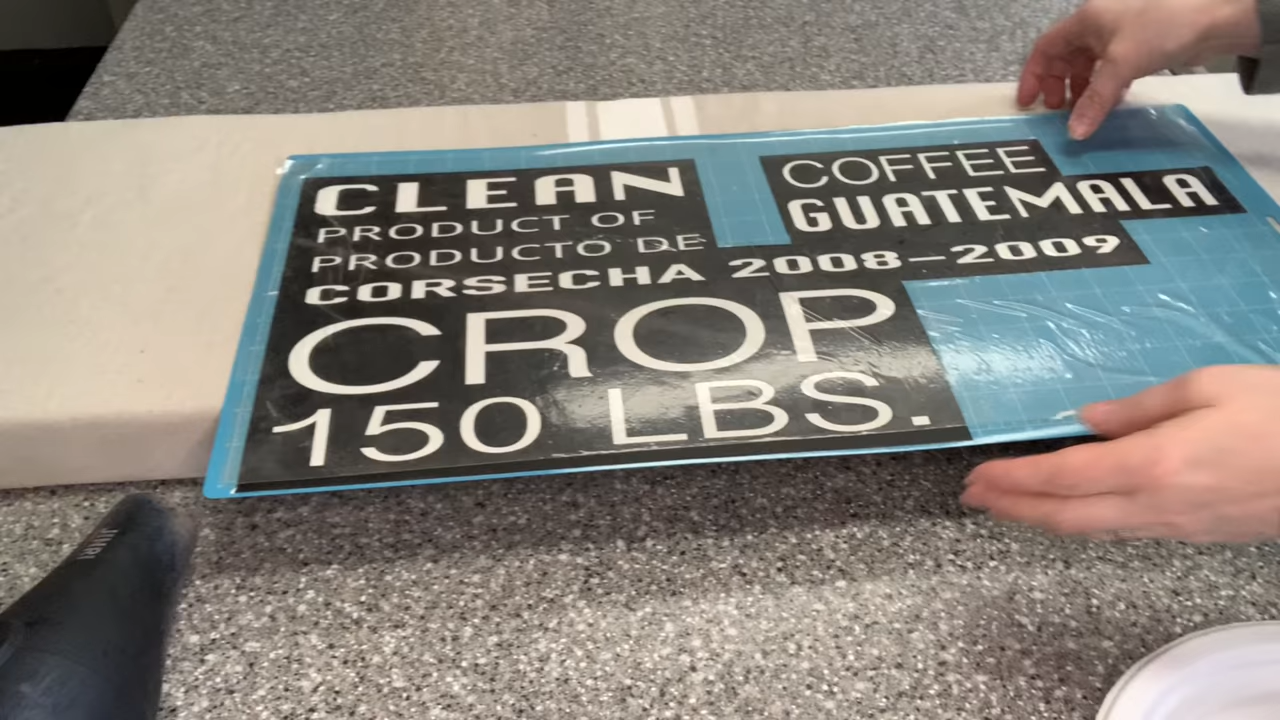 CLEAN
PRODUCT OF
PRODUCTO DE
COFFEE
GUATEMALA
CORSECHA 2008-2009
CROP
150 LBS.